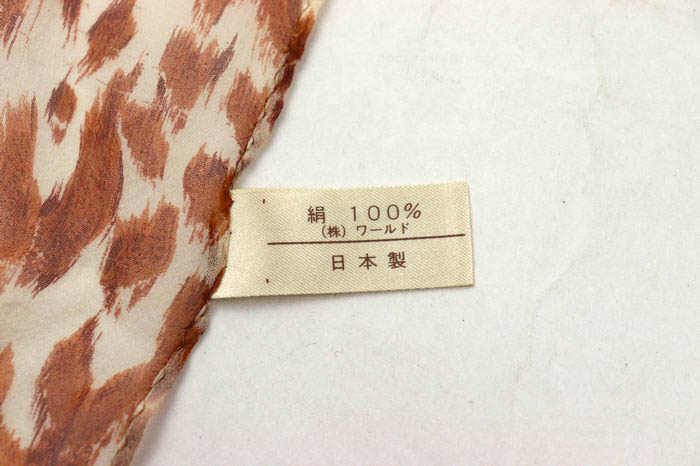 絹 100%
(株) ワールド
日本製